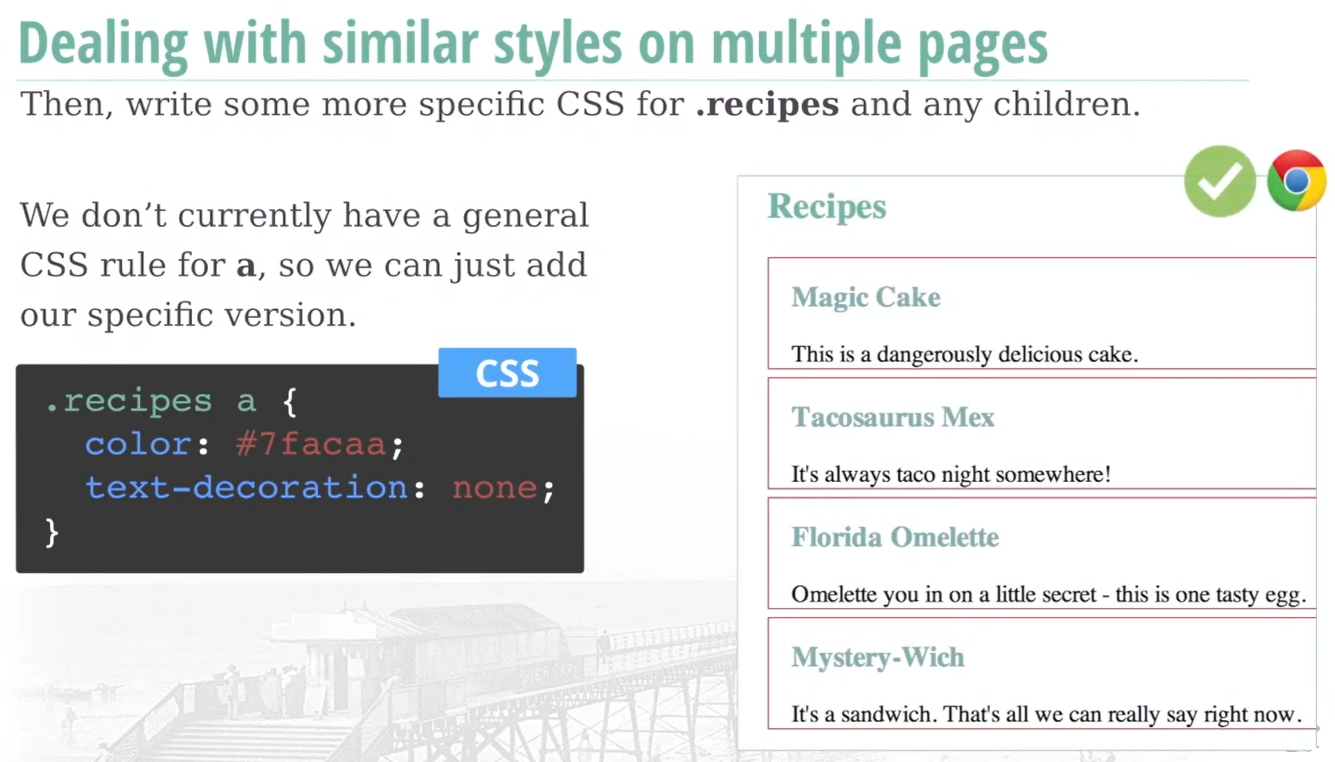 Dealing with similar styles on multiple pages
Then, write some more specific CSS for .recipes and any children.
We don’t currently have a general
CSS rule for a, so we can just add
our specific version.
CSS
.recipes a {
color: #7facaa;
text-decoration: none;
}
Recipes
Magic Cake
This is a dangerously delicious cake.
Tacosaurus Mex
It's always taco night somewhere!
Florida Omelette
Omelette you in on a little secret - this is one tasty egg.
Mystery-Wich
It's a sandwich. That's all we can really say right now.